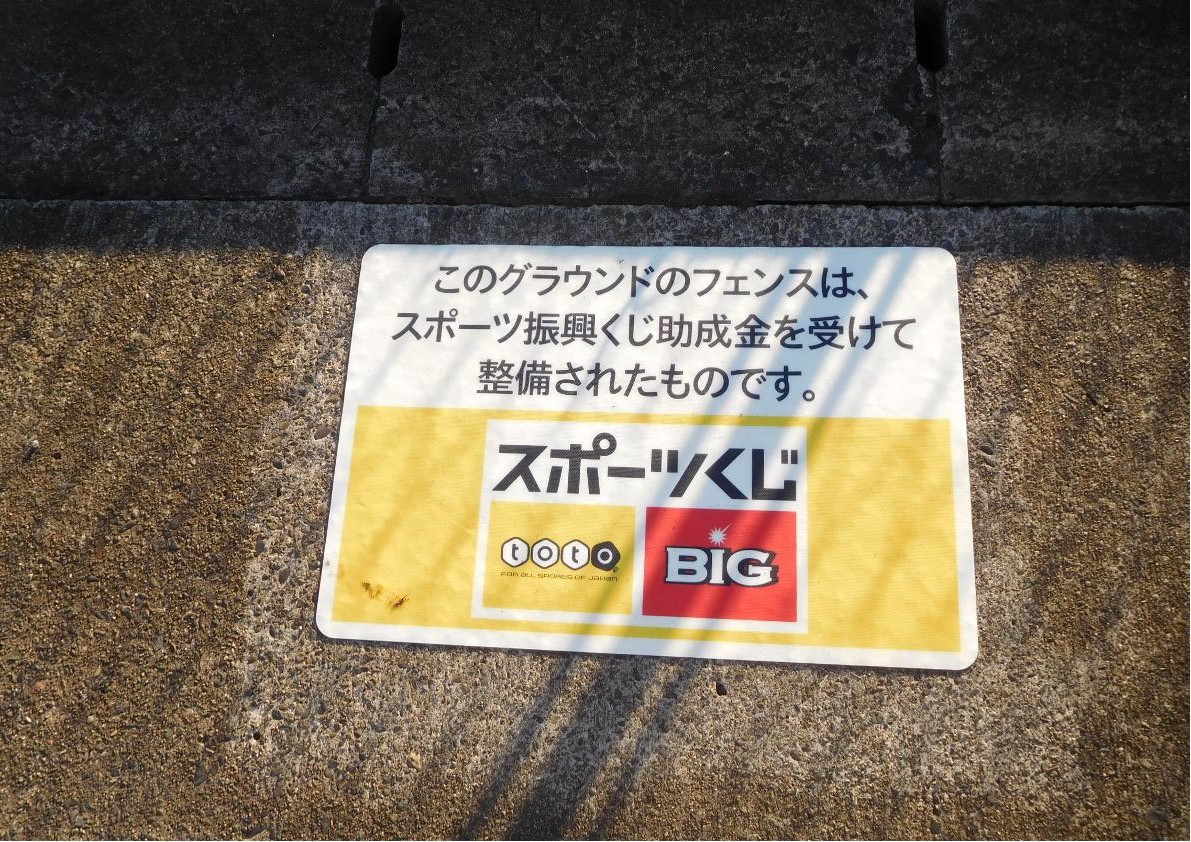 このグラウンドのフェンスは、
スポーツ振興くじ助成金を受けて
整備されたものです。
スポーツくじ
toto
FOR ALL SPORTS OF JAPAN
BIG